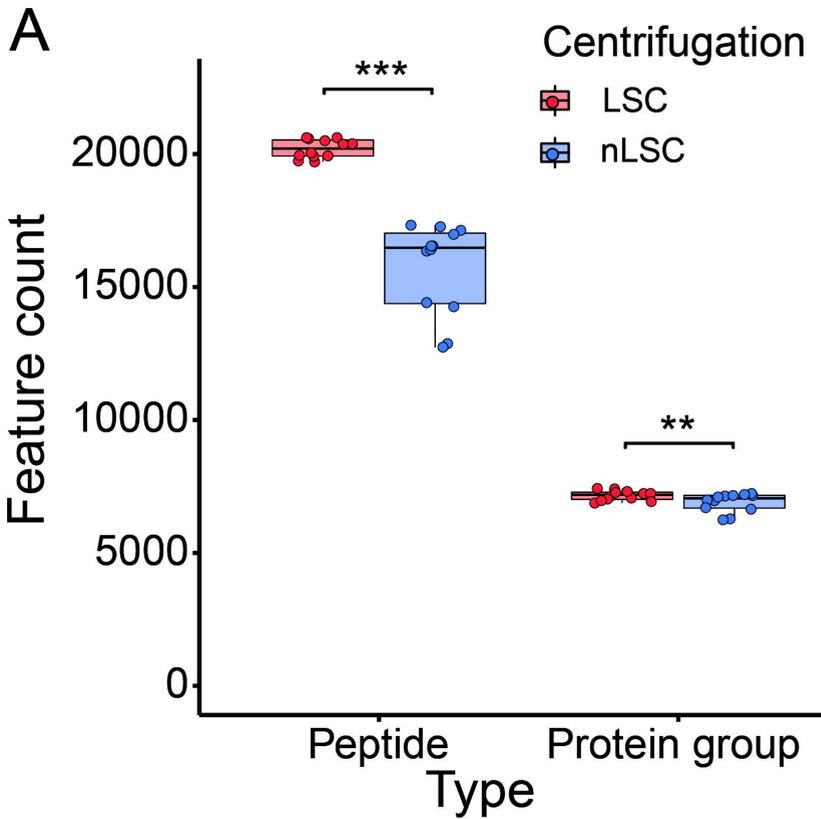 A
Centrifugation
LSC
nLSC
***
**
Feature count
20000
15000
10000
5000
0
Peptide
Protein group
Type